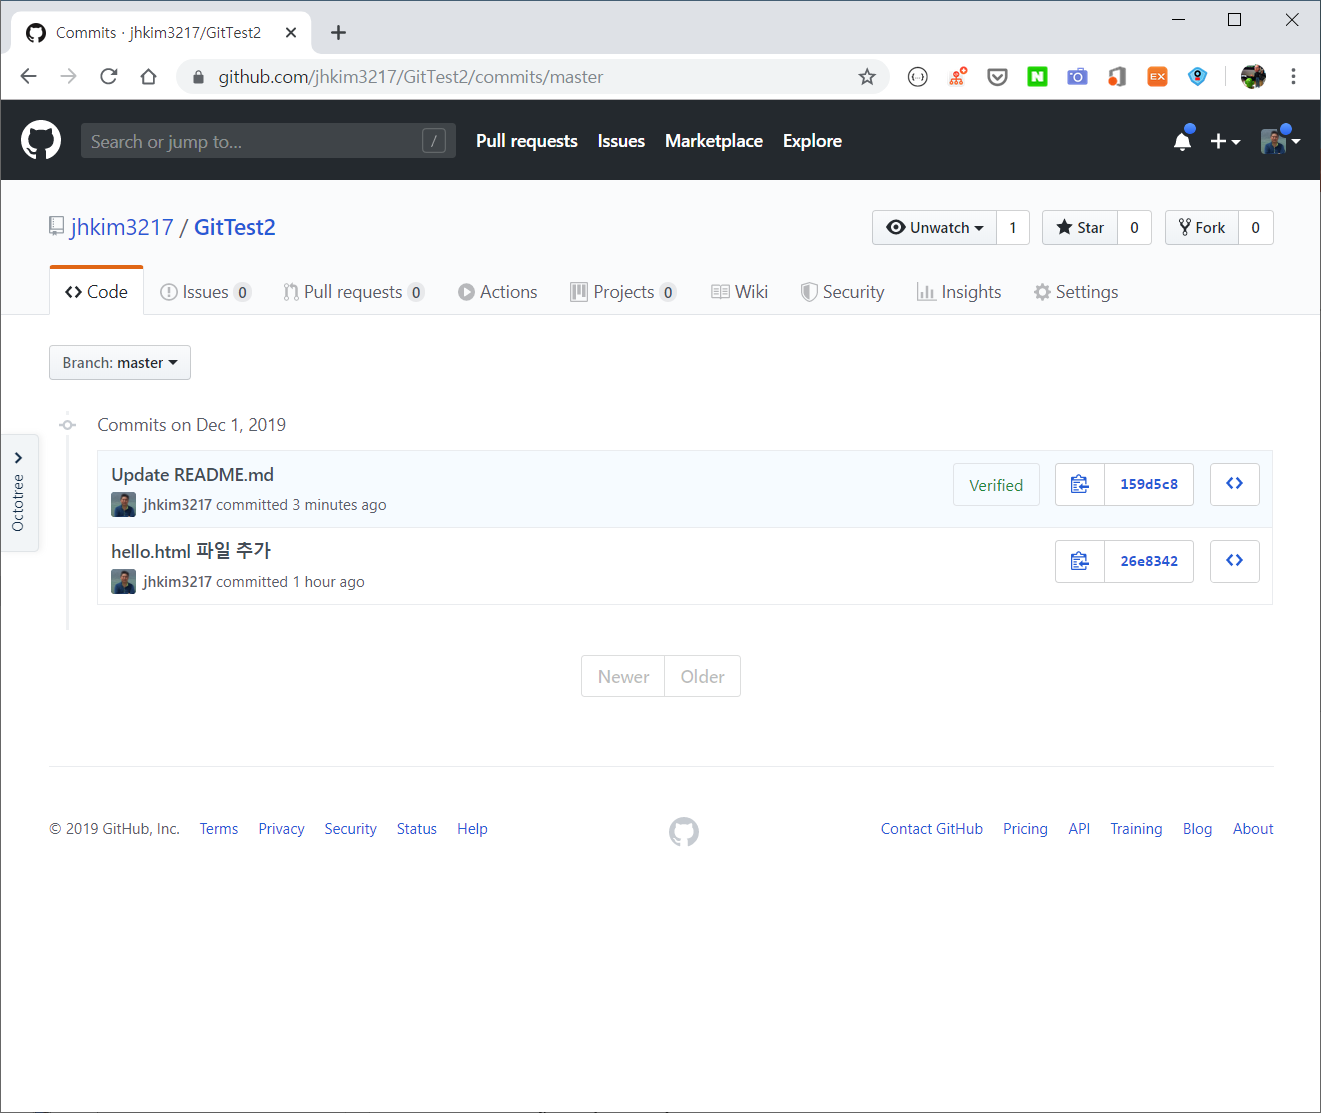 Commits · jhkim3217/GitTest2
github.com/jhkim3217/GitTest2/commits/master
N
EX
Search or jump to... /
Pull requests Issues Marketplace Explore
jhkim3217 / GitTest2
Unwatch 1 Star 0 Fork 0
Code Issues 0 Pull requests 0 Actions Projects 0 Wiki Security Insights Settings
Branch: master
Commits on Dec 1, 2019
Octotree
Update README.md
jhkim3217 committed 3 minutes ago
Verified 159d5c8
hello.html 파일 추가
jhkim3217 committed 1 hour ago
26e8342
Newer Older
© 2019 GitHub, Inc. Terms Privacy Security Status Help
Contact GitHub Pricing API Training Blog About